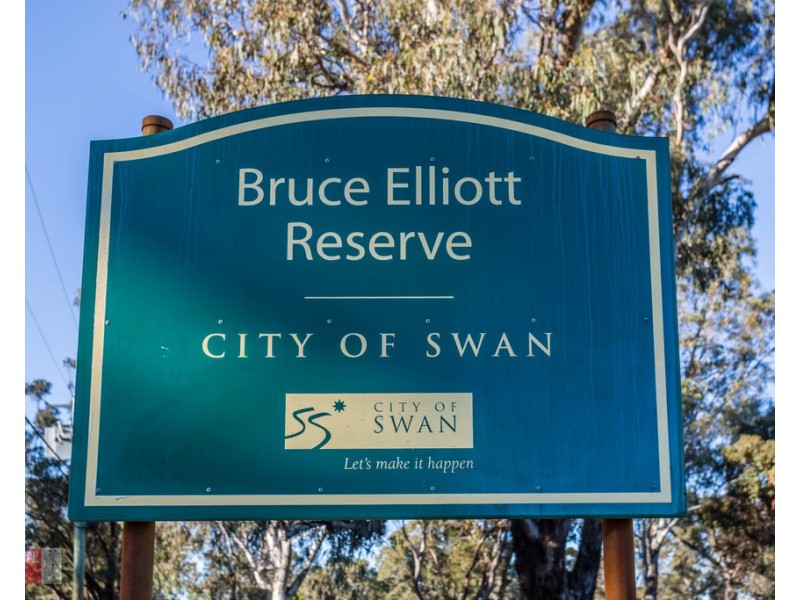 Bruce Elliott
Reserve
CITY OF SWAN
CITY OF
SWAN
Let's make it happen